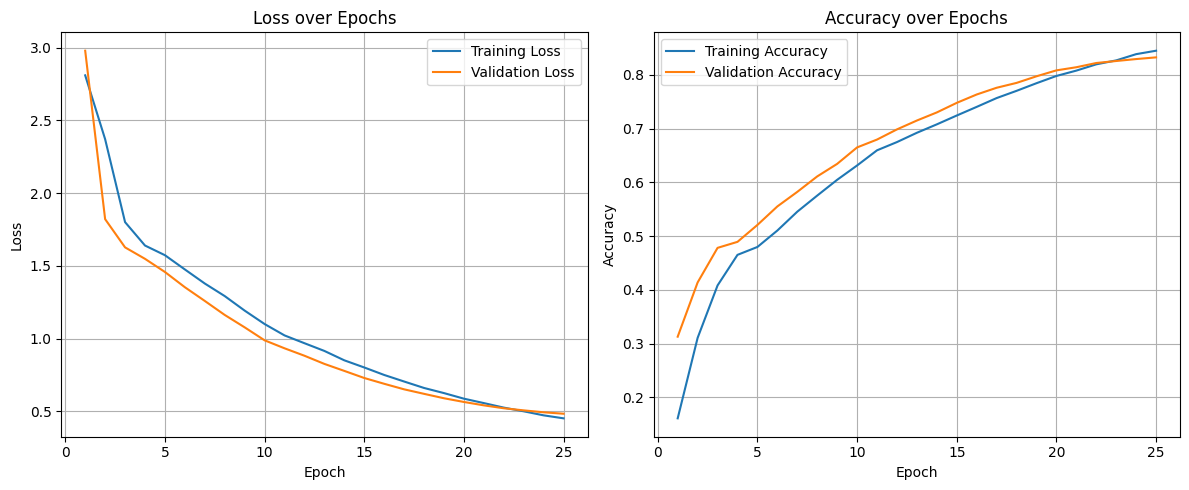 Loss over Epochs
3.0
2.5
2.0
1.5
1.0
0.5
Loss
0
5
10
15
20
25
Epoch
Training Loss
Validation Loss
Accuracy over Epochs
0.8
0.7
0.6
0.5
0.4
0.3
0.2
Accuracy
0
5
10
15
20
25
Epoch
Training Accuracy
Validation Accuracy